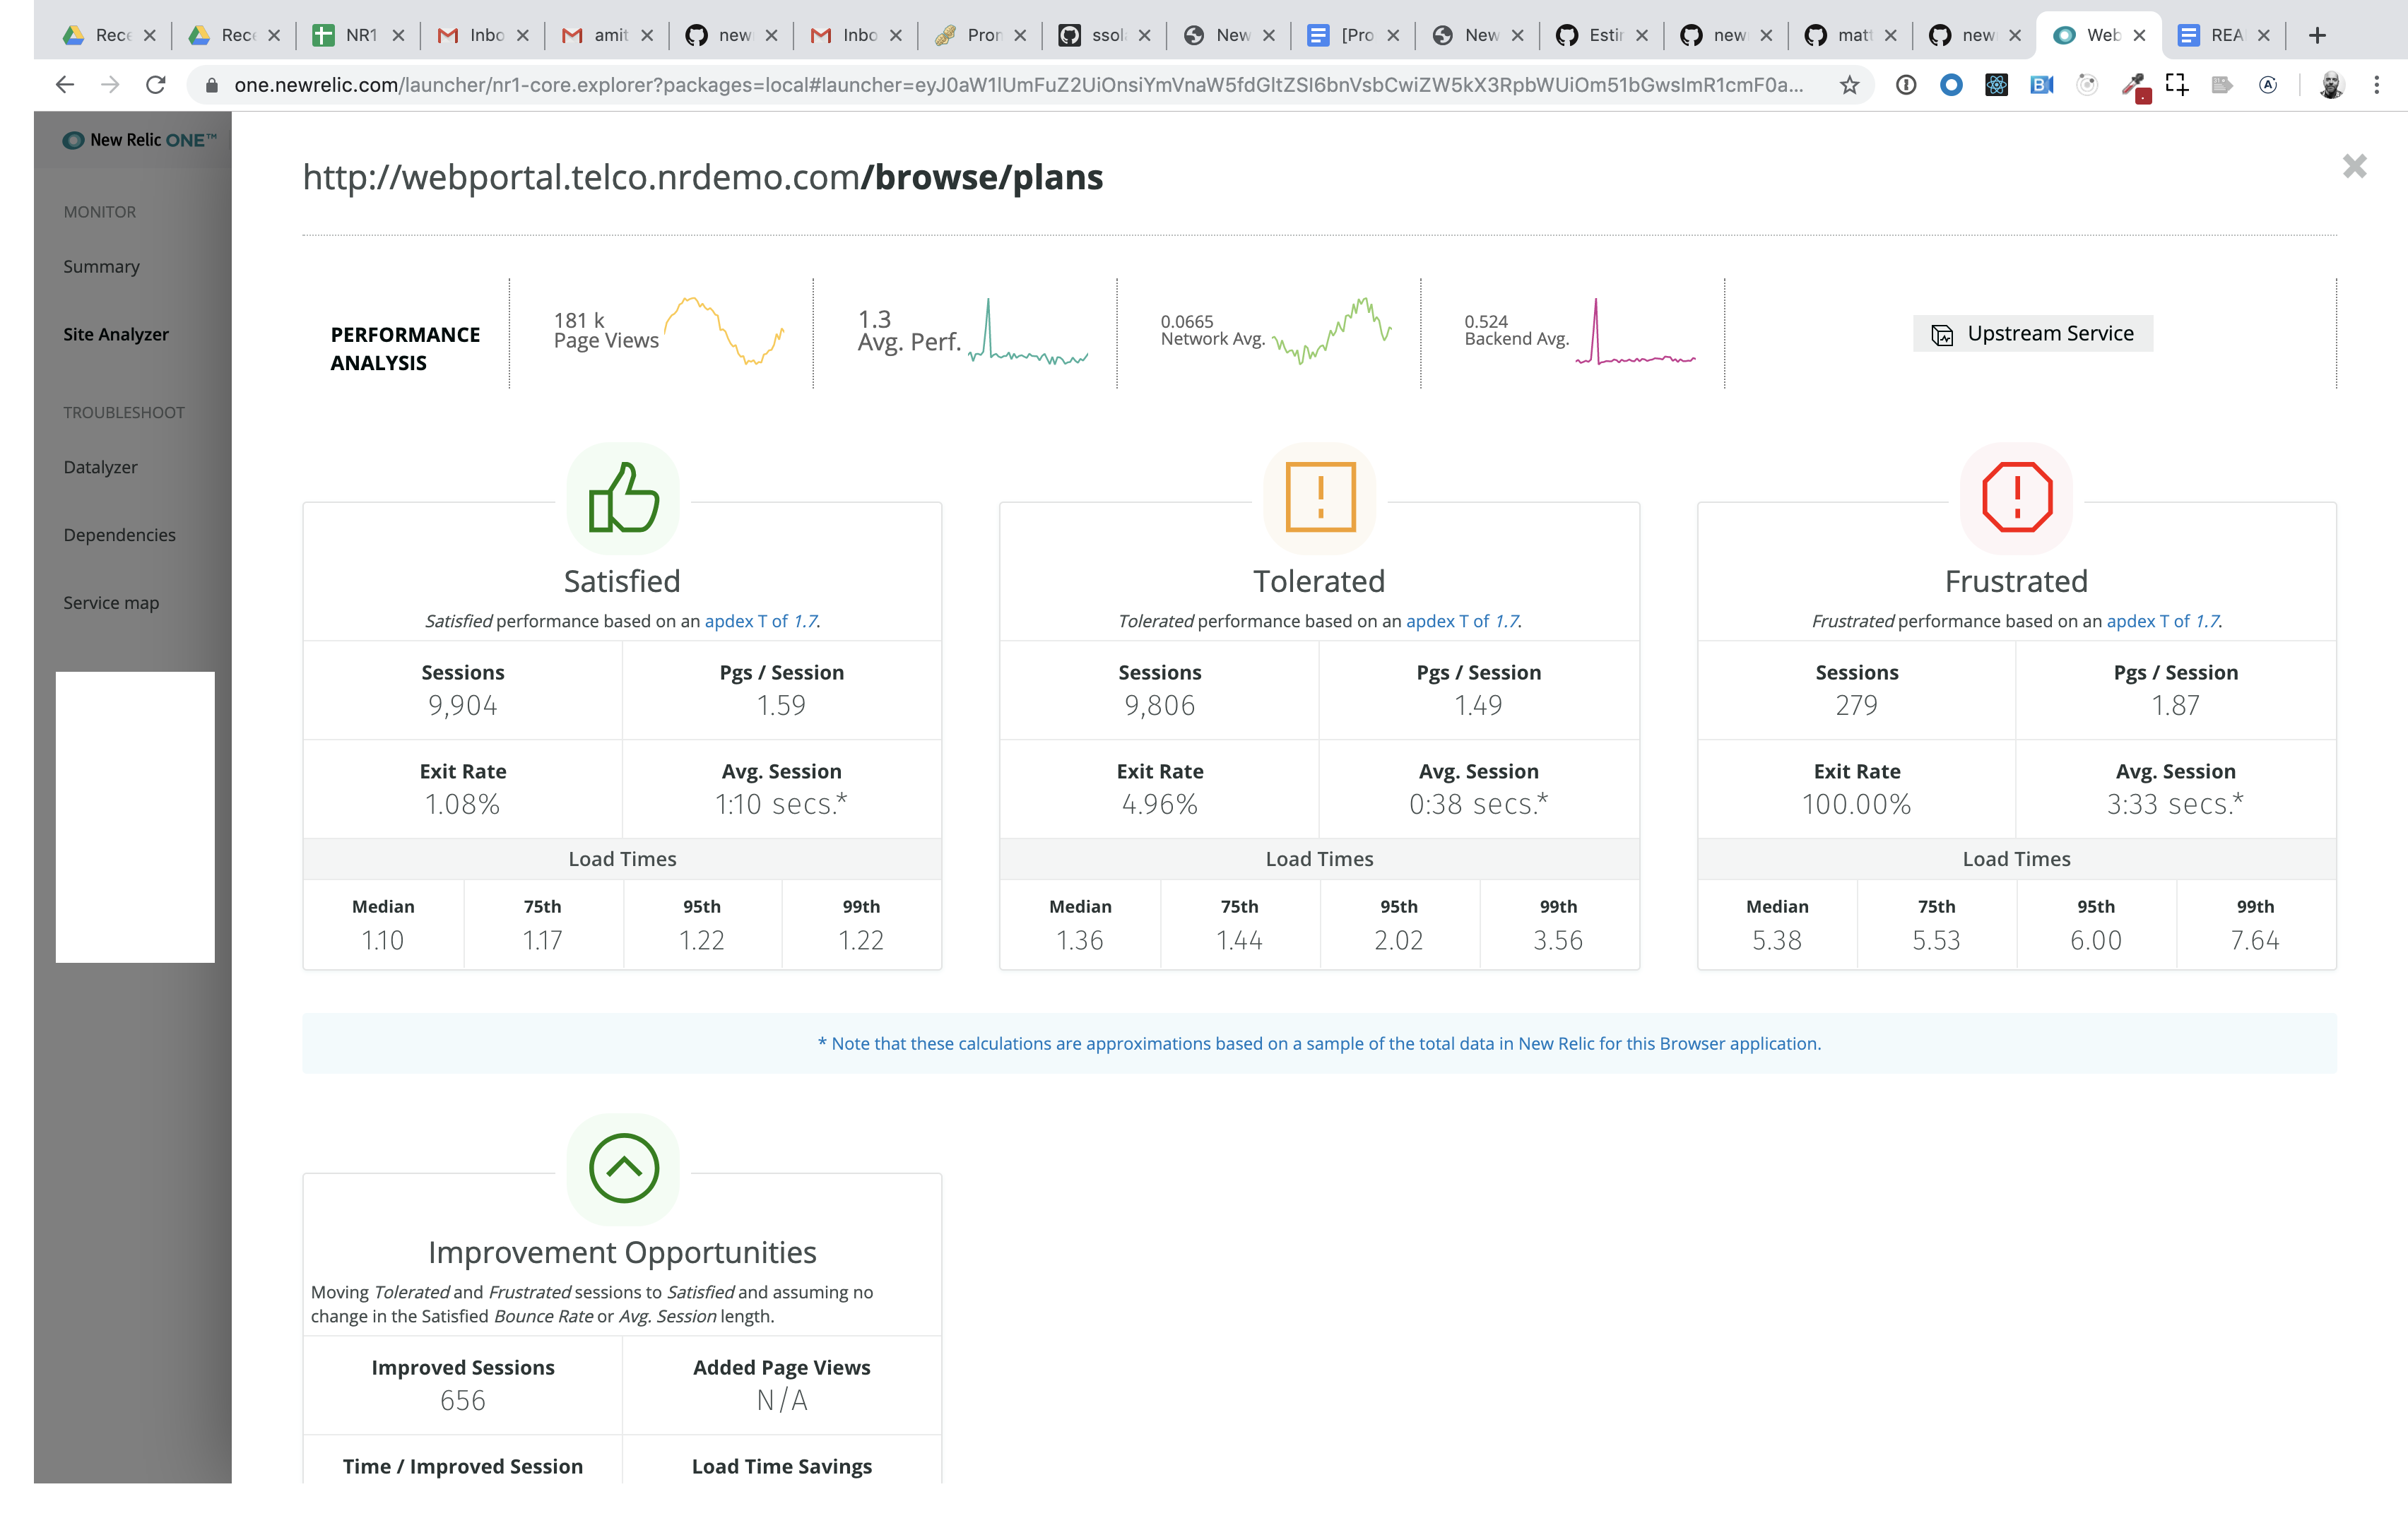 Rece
Rece
NR1
Inbo
amit
new
Inbo
Pron
ssol
New
[Pro
New
Estir
new
matt
new
Web
REA
one.newrelic.com/launcher/nr1-core.explorer?packages=local#launcher=eyJ0aW1lUmFuZ2UiOnsiYmVnaW5fdGltZSI6bnVsbCwiZW5kX3RpbWUiOm51bGwsImR1cmF0a...
New Relic ONE™
MONITOR
Summary
Site Analyzer
TROUBLESHOOT
Datalyzer
Dependencies
Service map
http://webportal.telco.nrdemo.com/browse/plans
PERFORMANCE
ANALYSIS
181 k
Page Views
1.3
Avg. Perf.
0.0665
Network Avg.
0.524
Backend Avg.
Upstream Service
Satisfied
Satisfied performance based on an apdex T of 1.7.
Sessions
9,904
Pgs / Session
1.59
Exit Rate
1.08%
Avg. Session
1:10 secs.*
Load Times
Median 75th 95th 99th
1.10 1.17 1.22 1.22
Tolerated
Tolerated performance based on an apdex T of 1.7.
Sessions
9,806
Pgs / Session
1.49
Exit Rate
4.96%
Avg. Session
0:38 secs.*
Load Times
Median 75th 95th 99th
1.36 1.44 2.02 3.56
Frustrated
Frustrated performance based on an apdex T of 1.7.
Sessions
279
Pgs / Session
1.87
Exit Rate
100.00%
Avg. Session
3:33 secs.*
Load Times
Median 75th 95th 99th
5.38 5.53 6.00 7.64
* Note that these calculations are approximations based on a sample of the total data in New Relic for this Browser application.
Improvement Opportunities
Moving Tolerated and Frustrated sessions to Satisfied and assuming no
change in the Satisfied Bounce Rate or Avg. Session length.
Improved Sessions
656
Added Page Views
N/A
Time / Improved Session
Load Time Savings